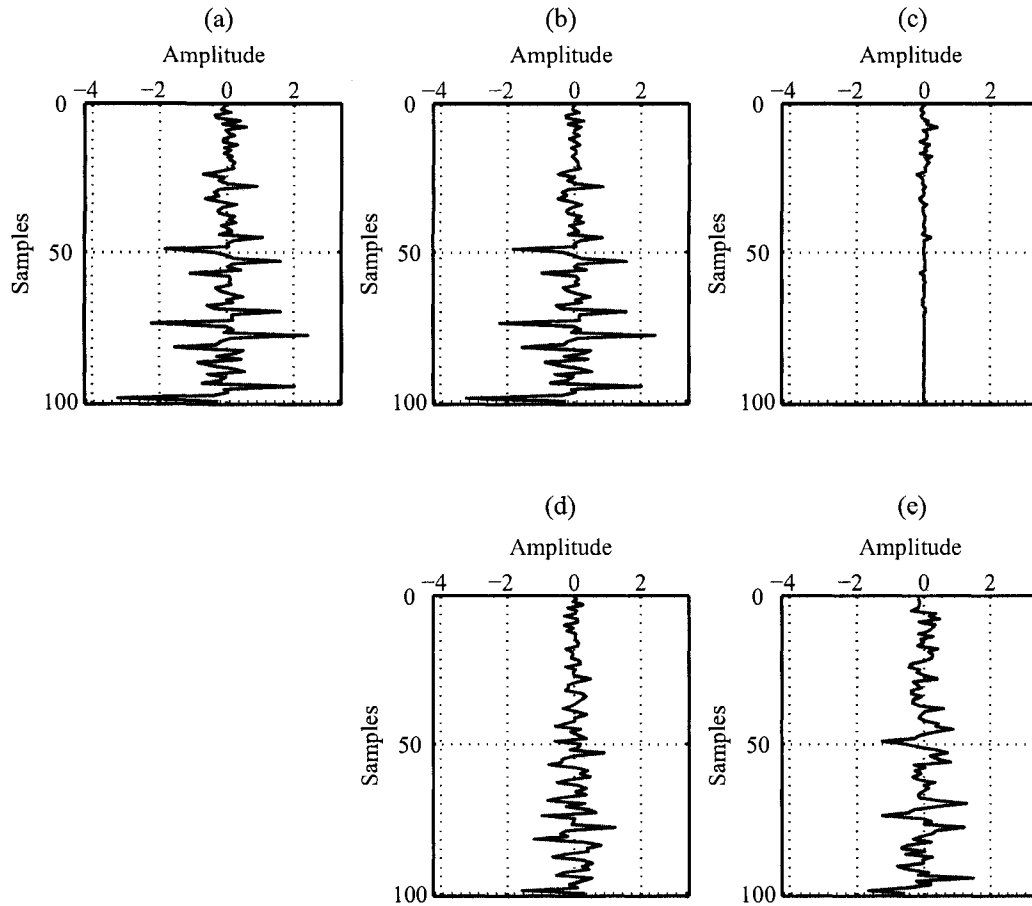 (a) (b) (c)
Amplitude Amplitude Amplitude
−4 −2 0 2 −4 −2 0 2 −4 −2 0 2
0 0 0
Samples Samples Samples
50 50 50
100 100 100
(d) (e)
Amplitude Amplitude
−4 −2 0 2 −4 −2 0 2
0 0
Samples Samples
50 50
100 100